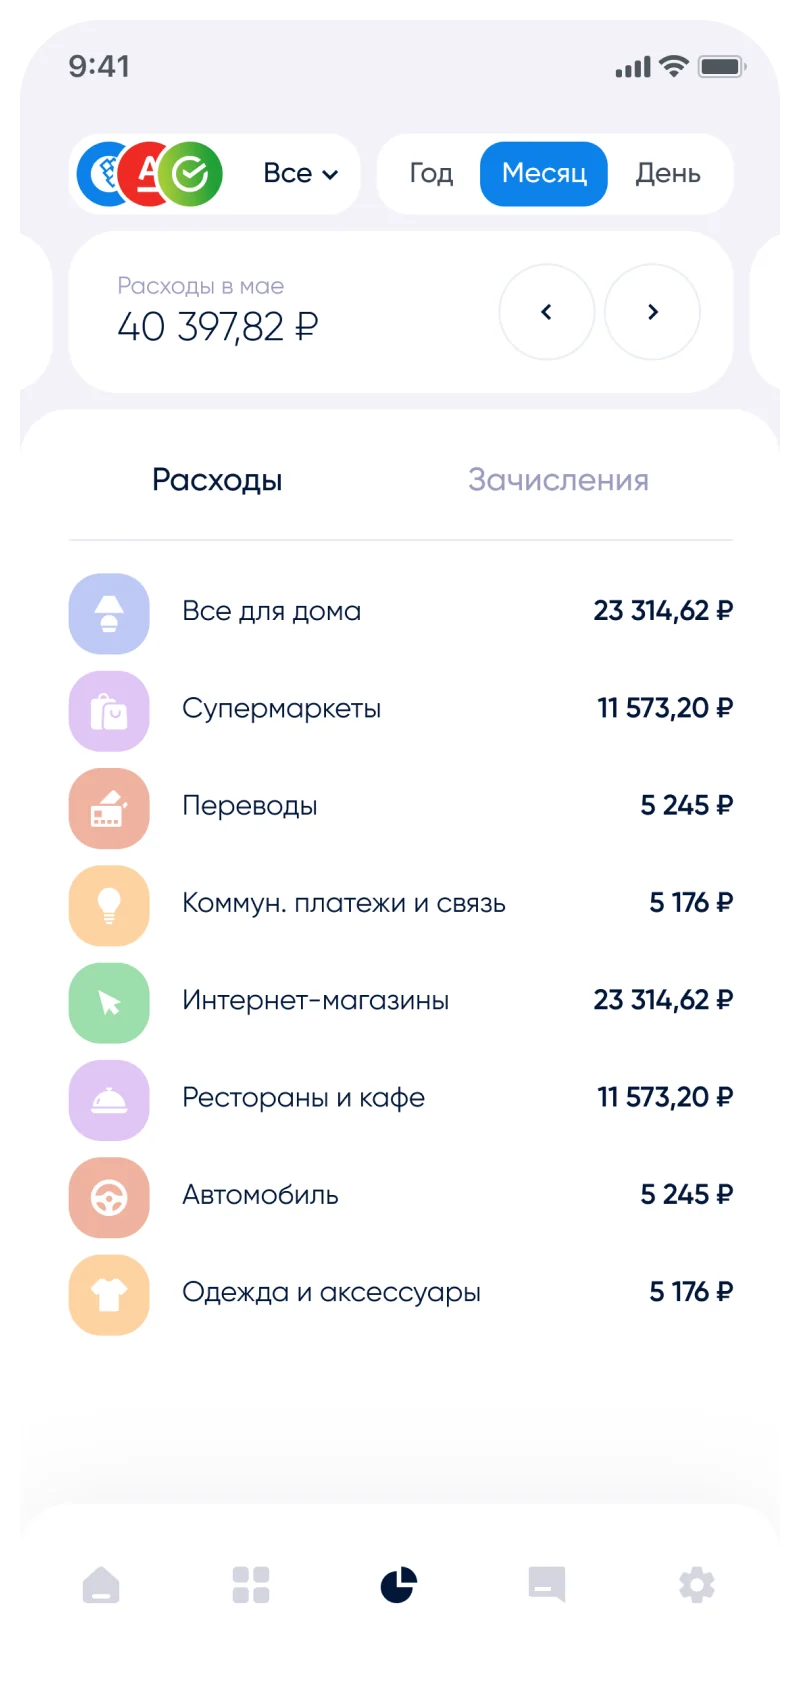 9:41
Все
Год Месяц День
Расходы в мае
40 397,82 ₽
Расходы Зачисления
Все для дома 23 314,62 ₽
Супермаркеты 11 573,20 ₽
Переводы 5 245 ₽
Коммун. платежи и связь 5 176 ₽
Интернет-магазины 23 314,62 ₽
Рестораны и кафе 11 573,20 ₽
Автомобиль 5 245 ₽
Одежда и аксессуары 5 176 ₽